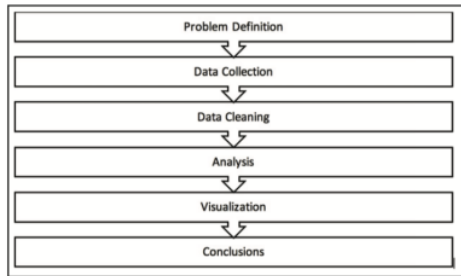 Problem Definition
Data Collection
Data Cleaning
Analysis
Visualization
Conclusions